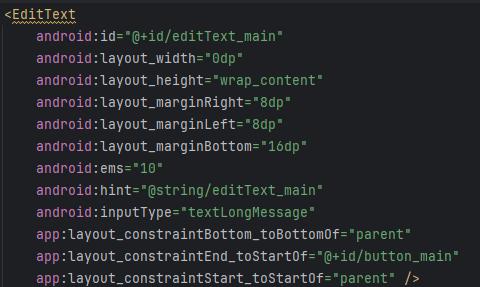 <EditText
android:id="@+id/editText_main"
android:layout_width="0dp"
android:layout_height="wrap_content"
android:layout_marginRight="8dp"
android:layout_marginLeft="8dp"
android:layout_marginBottom="16dp"
android:ems="10"
android:hint="@string/editText_main"
android:inputType="textLongMessage"
app:layout_constraintBottom_toBottomOf="parent"
app:layout_constraintEnd_toStartOf="@+id/button_main"
app:layout_constraintStart_toStartOf="parent" />